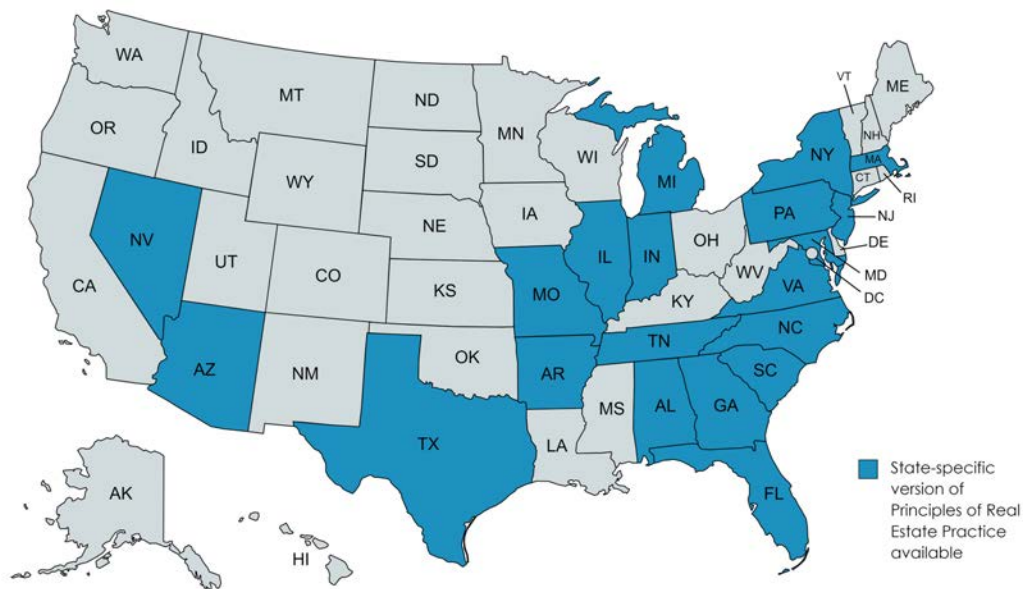 WA
MT
ND
MN
VT
ME
OR
ID
SD
WI
NH
NY
MA
WY
MI
CT
RI
IA
NE
PA
NJ
NV
OH
DE
IL
IN
UT
WV
MD
CA
CO
VA
KS
MO
KY
DC
NC
TN
OK
AZ
NM
AR
SC
MS
AL
GA
TX
LA
State-specific
version of
Principles of Real
Estate Practice
available
FL
AK
HI